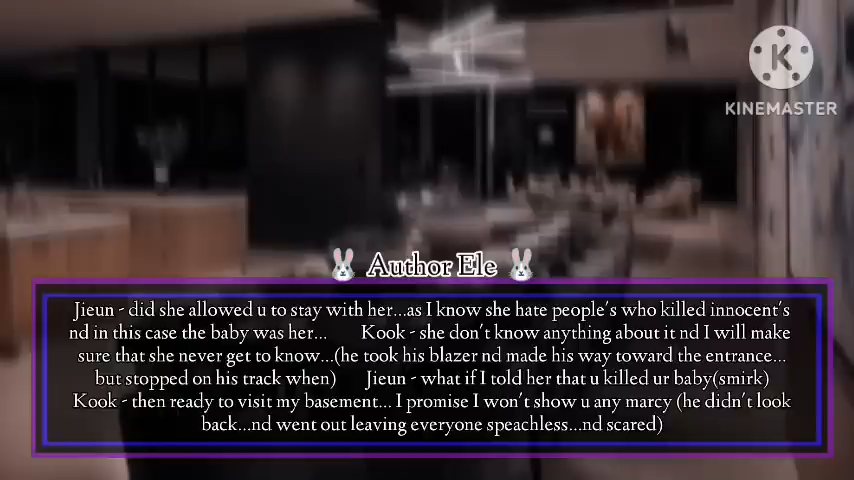 KINEMASTER
🐰 Author Ele 🐰
Jieun - did she allowed u to stay with her...as I know she hate people's who killed innocent's
nd in this case the baby was her... Kook - she don't know anything about it nd I will make
sure that she never get to know...(he took his blazer nd made his way toward the entrance...
but stopped on his track when) Jieun - what if I told her that u killed ur baby(smirk)
Kook - then ready to visit my basement... I promise I won't show u any marcy (he didn't look
back...nd went out leaving everyone speachless...nd scared)